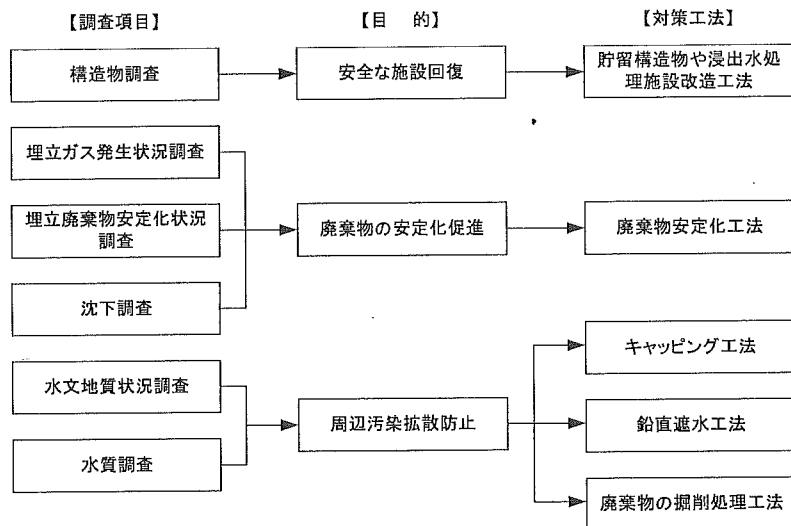 【調査項目】
【目　的】
【対策工法】
構造物調査
安全な施設回復
貯留構造物や浸出水処
理施設改造工法
埋立ガス発生状況調査
埋立廃棄物安定化状況
調査
廃棄物の安定化促進
廃棄物安定化工法
沈下調査
水文地質状況調査
水質調査
周辺汚染拡散防止
キャッピング工法
鉛直遮水工法
廃棄物の掘削処理工法